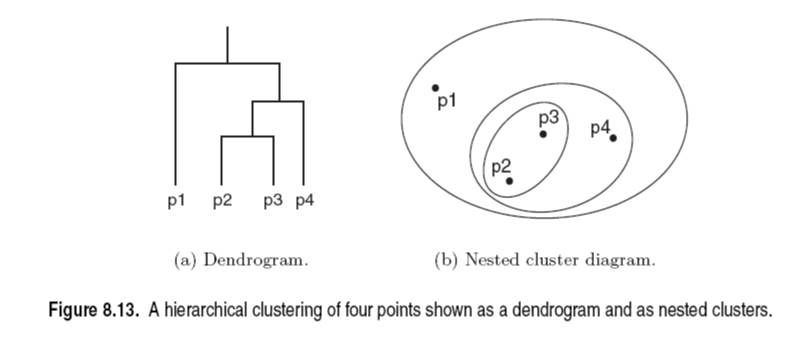 p1 p2 p3 p4
p1
p3
p4
p2
(a) Dendrogram.
(b) Nested cluster diagram.
Figure 8.13. A hierarchical clustering of four points shown as a dendrogram and as nested clusters.